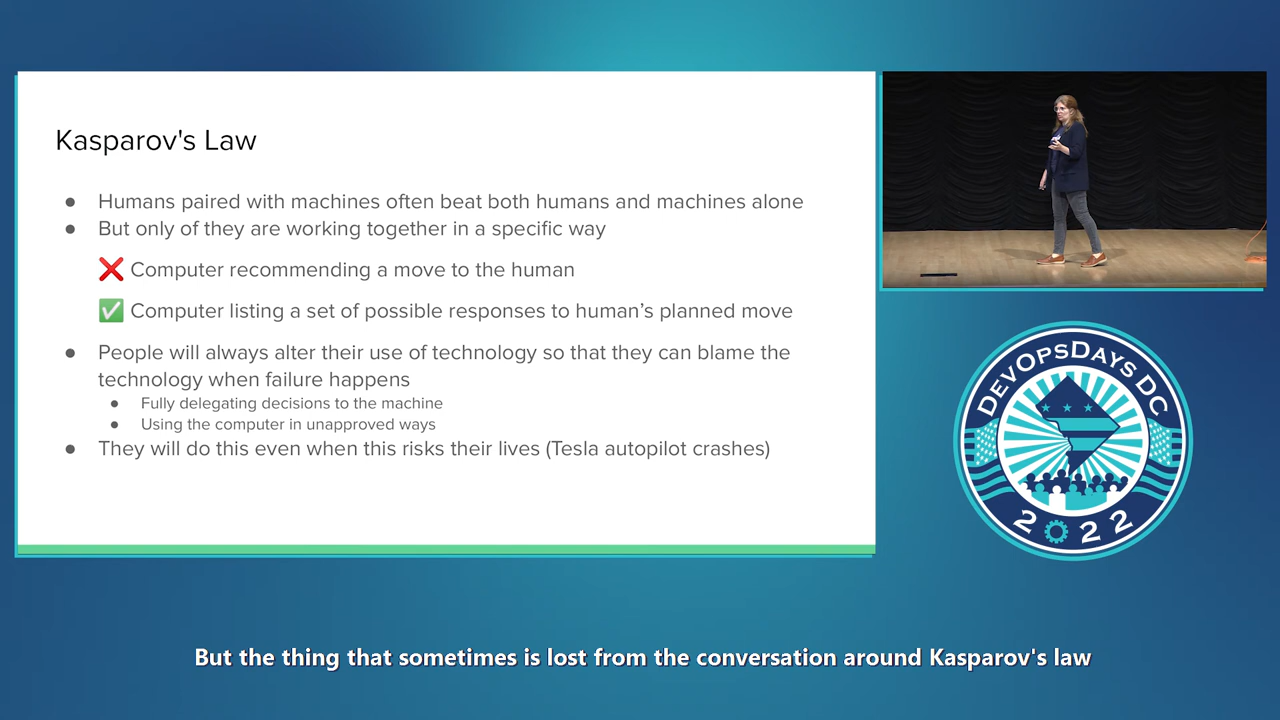 Kasparov's Law
● Humans paired with machines often beat both humans and machines alone
● But only of they are working together in a specific way
❌ Computer recommending a move to the human
✅ Computer listing a set of possible responses to human’s planned move
● People will always alter their use of technology so that they can blame the
technology when failure happens
● Fully delegating decisions to the machine
● Using the computer in unapproved ways
● They will do this even when this risks their lives (Tesla autopilot crashes)
DEVOPSDAYS DC
2022
But the thing that sometimes is lost from the conversation around Kasparov's law